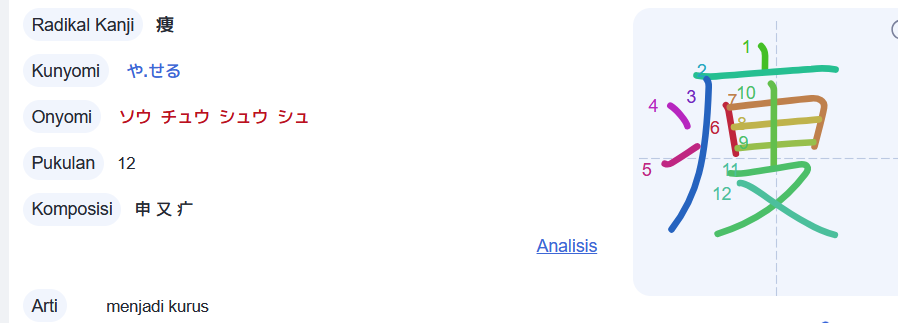 Radikal Kanji 痩
Kunyomi や.せる
Onyomi ソウ チュウ シュウ シュ
Pukulan 12
Komposisi 申 又 疒
Analisis
Arti menjadi kurus
1
2
3
4
5
6
7
8
9
10
11
12